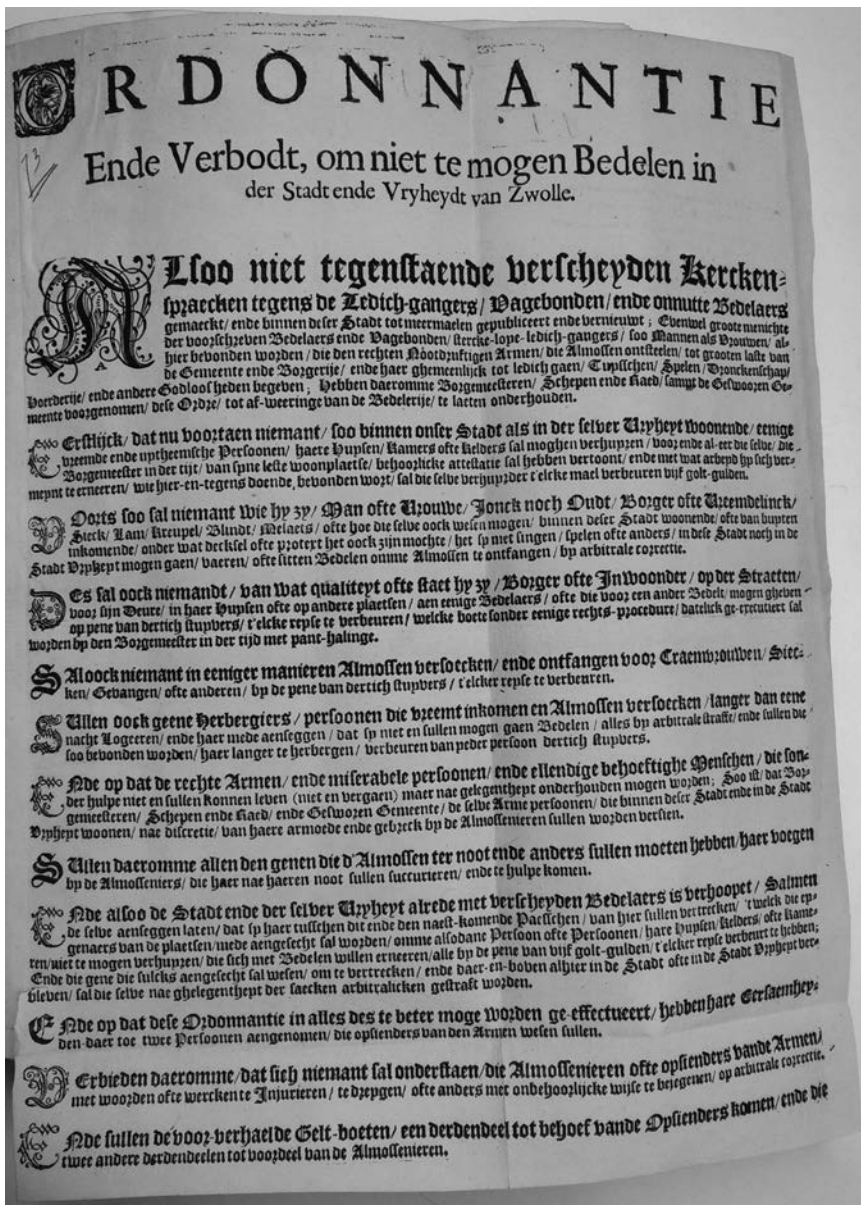 ORDONNANTIE
Ende Verbodt, om niet te mogen Bedelen in
der Stadt ende Vryheydt van Zwolle.
13
ALsoo niet tegenstaende verscheyden Kercken-
spraecken tegens de Ledich-gangers / Vagebonden / ende onnutte Bedelaers
gemaeckt / ende binnen deser Stadt tot meermaelen gepubliceert ende vernieuwt ; Evenwel groote menichte
der voorschreven Bedelaers ende Vagebonden / stercke-lope-ledich-gangers / soo Mannen als Vrouwen / al-
hier bevonden worden / die den rechten Nootdruftigen Armen / die Almossen ontsteelen / tot grooten laste van
de Gemeente ende Borgerije / ende haer ghemeenlijck tot ledich gaen / Tuysschen / Spelen / Dronckenschap /
Hoerderije / ende andere Godloosheden begeven ; Hebben daeromme Borgemeesteren / Schepen ende Raed / sampt de Geswooren Ge-
meente voorgenomen / dese Ordre / tot af-weeringe van de Bedelerije / te laeten onderhouden.
Erstlijck / dat nu voortaen niemant / soo binnen onser Stadt als in der selver Vryheyt woonende / eenige
vreemde ende uytheemsche Persoonen / haere Huysen / Kamers ofte Kelders sal moghen verhuyren / voor ende al-eer die selve / die
Borgemeester in der tijt / van syne leste woonplaetse / behoorlicke attestatie sal hebben vertoont / ende met wat arbeyd hy sich ver-
meynt te erneeren / wie hier-en-tegens doende, bevonden wort / sal die selve verhuyrder t'elcke mael verbeuren vijf golt-gulden.
VOorts soo sal niemant wie hy zy / Man ofte Vrouwe / Jonck noch Oudt / Borger ofte Vreemdelinck /
Sieck / Lam / Kreupel / Blindt / Melaets / ofte hoe die selve oock wesen mogen / binnen deser Stadt woonende / ofte van buyten
inkomende / onder wat decksel ofte protext het oock zijn mochte / het sy met singen / spelen ofte anders / in dese Stadt noch in de
Stadt Vryheyt mogen gaen / vaeren / ofte sitten Bedelen omme Almossen te ontfangen / by arbitrale correctie.
DEs sal oock niemandt / van wat qualiteyt ofte staet hy zy / Borger ofte Inwoonder / op der Straeten /
voor sijn Deure / in haer Huysen ofte op andere plaetsen / aen eenige Bedelaers / ofte die voor een ander Bedelt / mogen gheven
op pene van dertich stuyvers / t'elcke reyse te verbeuren / welcke boete sonder eenige rechts-procedure / datelick ge-executiert sal
worden by den Borgemeester in der tijd met pant-halinge.
SAl oock niemant in eeniger manieren Almossen versoecken / ende ontfangen voor Craemvrouwen / Siec-
ken / Gevangen / ofte anderen / by de pene van dertich stuyvers / t'elcker reyse te verbeuren.
SUllen oock geene Herbergiers / persoonen die vreemt inkomen en Almossen versoecken / langer dan eene
nacht Logeeren / ende haer mede aenseggen / dat sy niet en sullen mogen gaen Bedelen / alles by arbitrale straffe / ende sullen die
soo bevonden worden / haer langer te herbergen / verbeuren van yeder persoon dertich stuyvers.
ENde op dat de rechte Armen / ende miserabele persoonen / ende ellendige behoeftighe Menschen / die son-
der hulpe niet en sullen konnen leven (niet en vergaen) maer nae gelegentheyt onderhouden mogen worden ; Soo ist / dat Bor-
gemeesteren / Schepen ende Raed / ende Gesworen Gemeente / de selve Arme persoonen / die binnen deser Stadt ende in de Stadt
Vryheyt woonen / nae discretie / van haere armoede ende gebreck by de Almossenieren sullen worden versien.
SUllen daeromme allen den genen die d'Almossen ter noot ende anders sullen moeten hebben / haer voegen
by de Almosseniers / die haer nae haeren noot sullen succurieren / ende te hulpe komen.
ENde alsoo de Stadt ende der selver Vryheyt alrede met verscheyden Bedelaers is verhoopet / Salmen
de selve aenseggen laten / dat sy haer tusschen dit ende den naest-komende Paesschen / van hier sullen vertrecken / 't welck die ey-
genaers van de plaetsen / mede aengesecht sal worden / omme alsodane Persoon ofte Persoonen / hare Huysen / Kelders / ofte Kame-
ren / niet te mogen verhuyren / die sich met Bedelen willen erneeren / alle by de pene van vijf golt-gulden / t'elcker reyse verbeurt te hebben ;
Ende die gene die sulcks aengesecht sal wesen / om te vertrecken / ende daer-en-boven alhier in de Stadt ofte in de Stadt Vryheyt ver-
bleven / sal die selve nae ghelegentheyt der saecken arbitralicken gestraft worden.
ENde op dat dese Ordonnantie in alles des te beter moge worden ge-effectueert / hebben hare Eersaemhey-
den daer toe twee Persoonen aengenomen / die opsienders van den Armen wesen sullen.
VErbieden daeromme / dat sich niemant sal onderstaen / die Almossenieren ofte opsienders vande Armen /
met woorden ofte wercken te Injurieren / te dreygen / ofte anders met onbehoorlijcke wijse te bejegenen / op arbitrale correctie.
ENde sullen de voor-verhaelde Gelt-boeten / een derdendeel tot behoef vande Opsienders komen / ende die
twee andere derdendeelen tot voordeel van de Almossenieren.